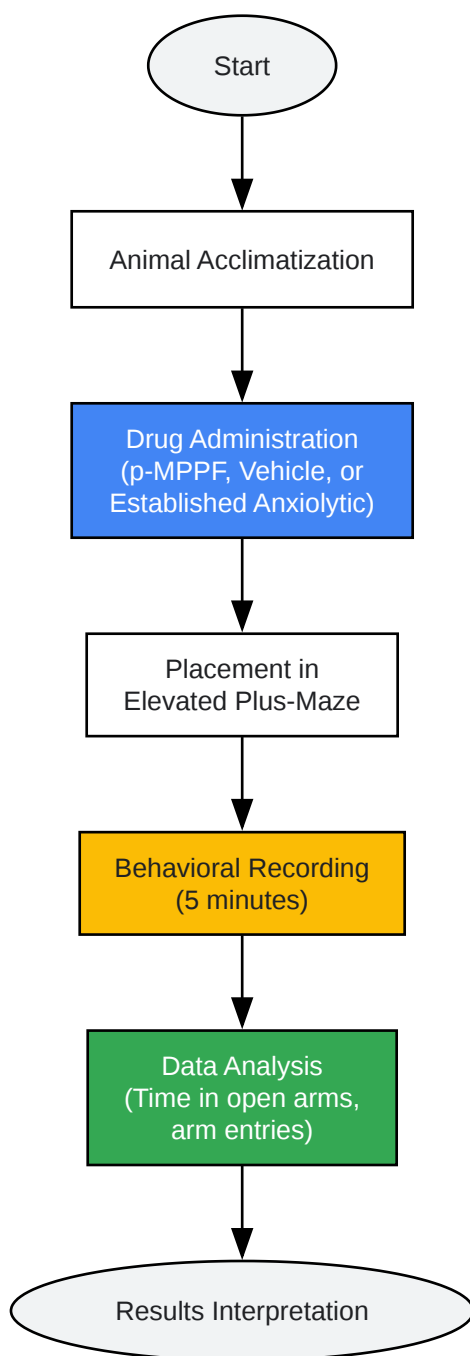 Start
Animal Acclimatization
Drug Administration
(p-MPPF, Vehicle, or
Established Anxiolytic)
Placement in
Elevated Plus-Maze
Behavioral Recording
(5 minutes)
Data Analysis
(Time in open arms,
arm entries)
Results Interpretation